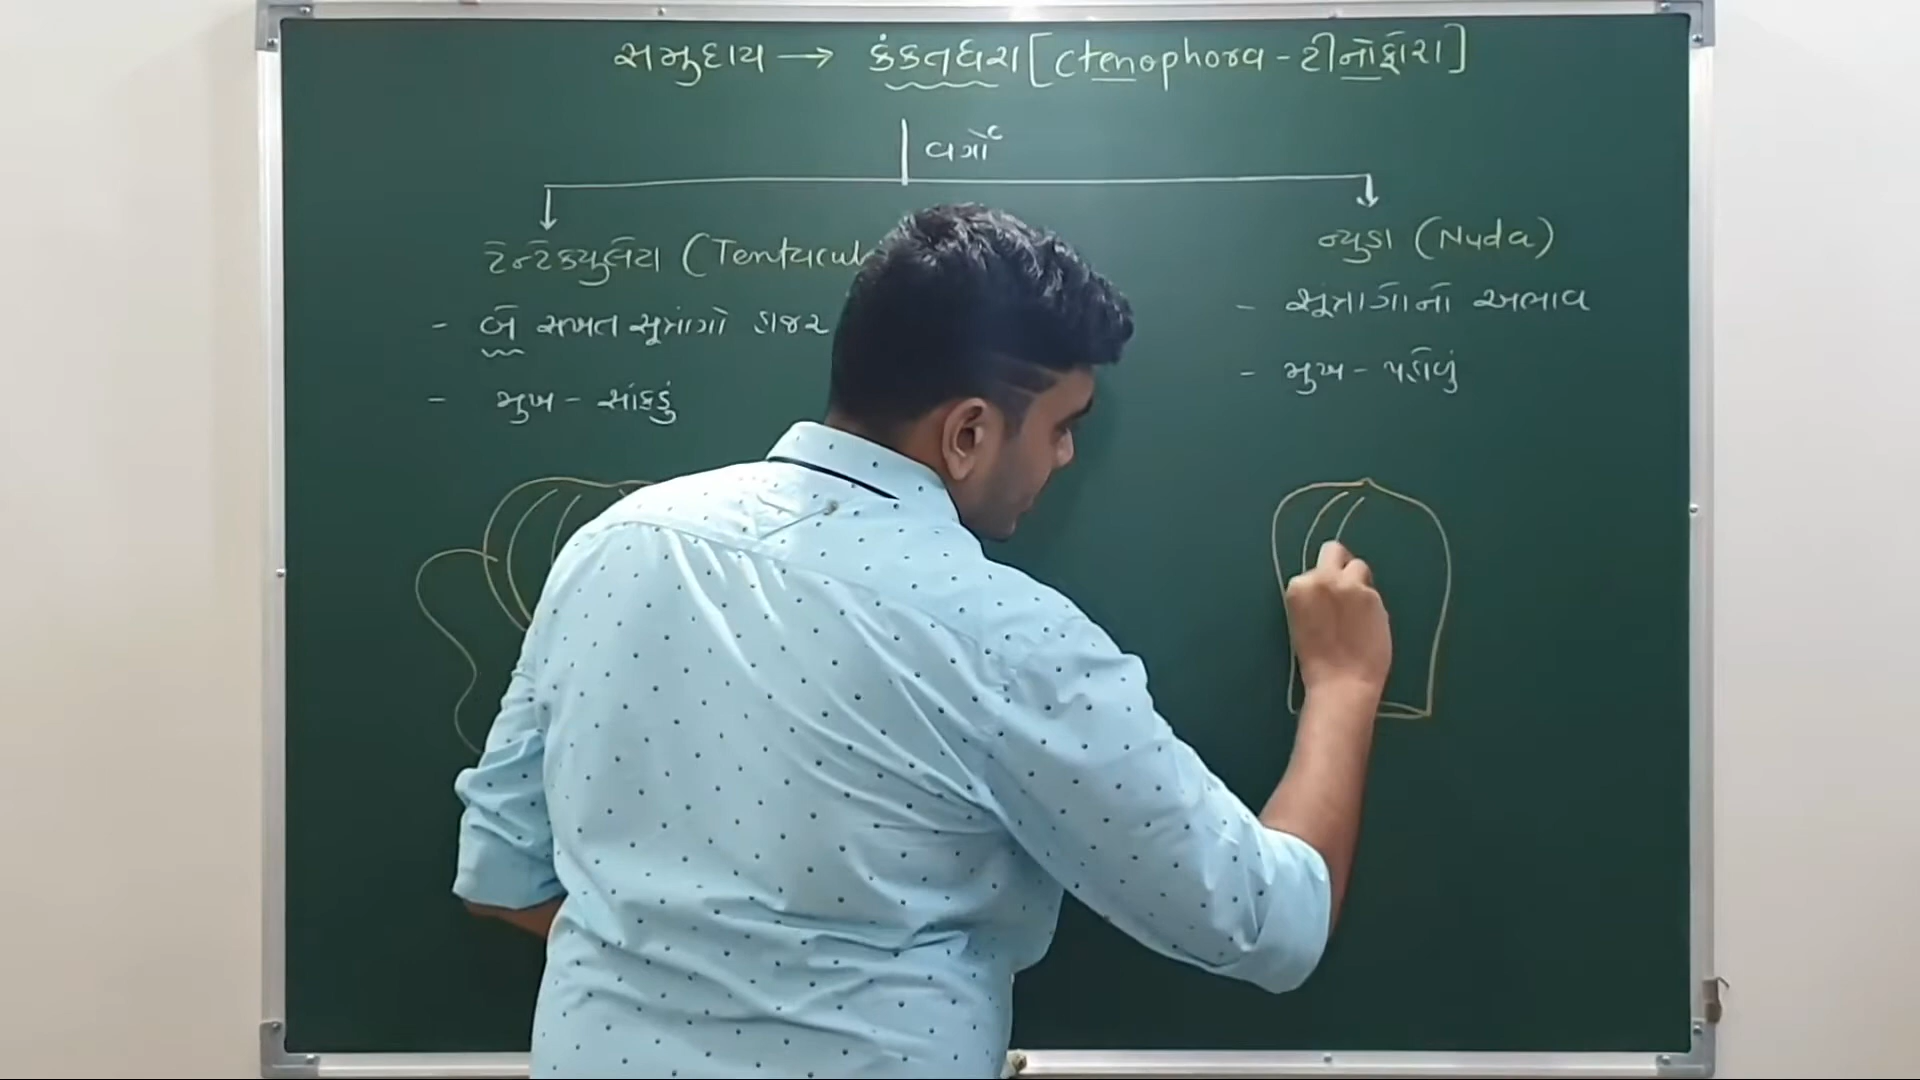 સમુદાય → કંકતધરા [Ctenophora - ટીનોફોરા]
વર્ગો
ટેન્ટેક્યુલેટા (Tentacul
- બે સખત સૂત્રાંગો હાજર
- મુખ - સાંકડું
ન્યુડા (Nuda)
- સૂત્રાંગોનો અભાવ
- મુખ - પહોળું